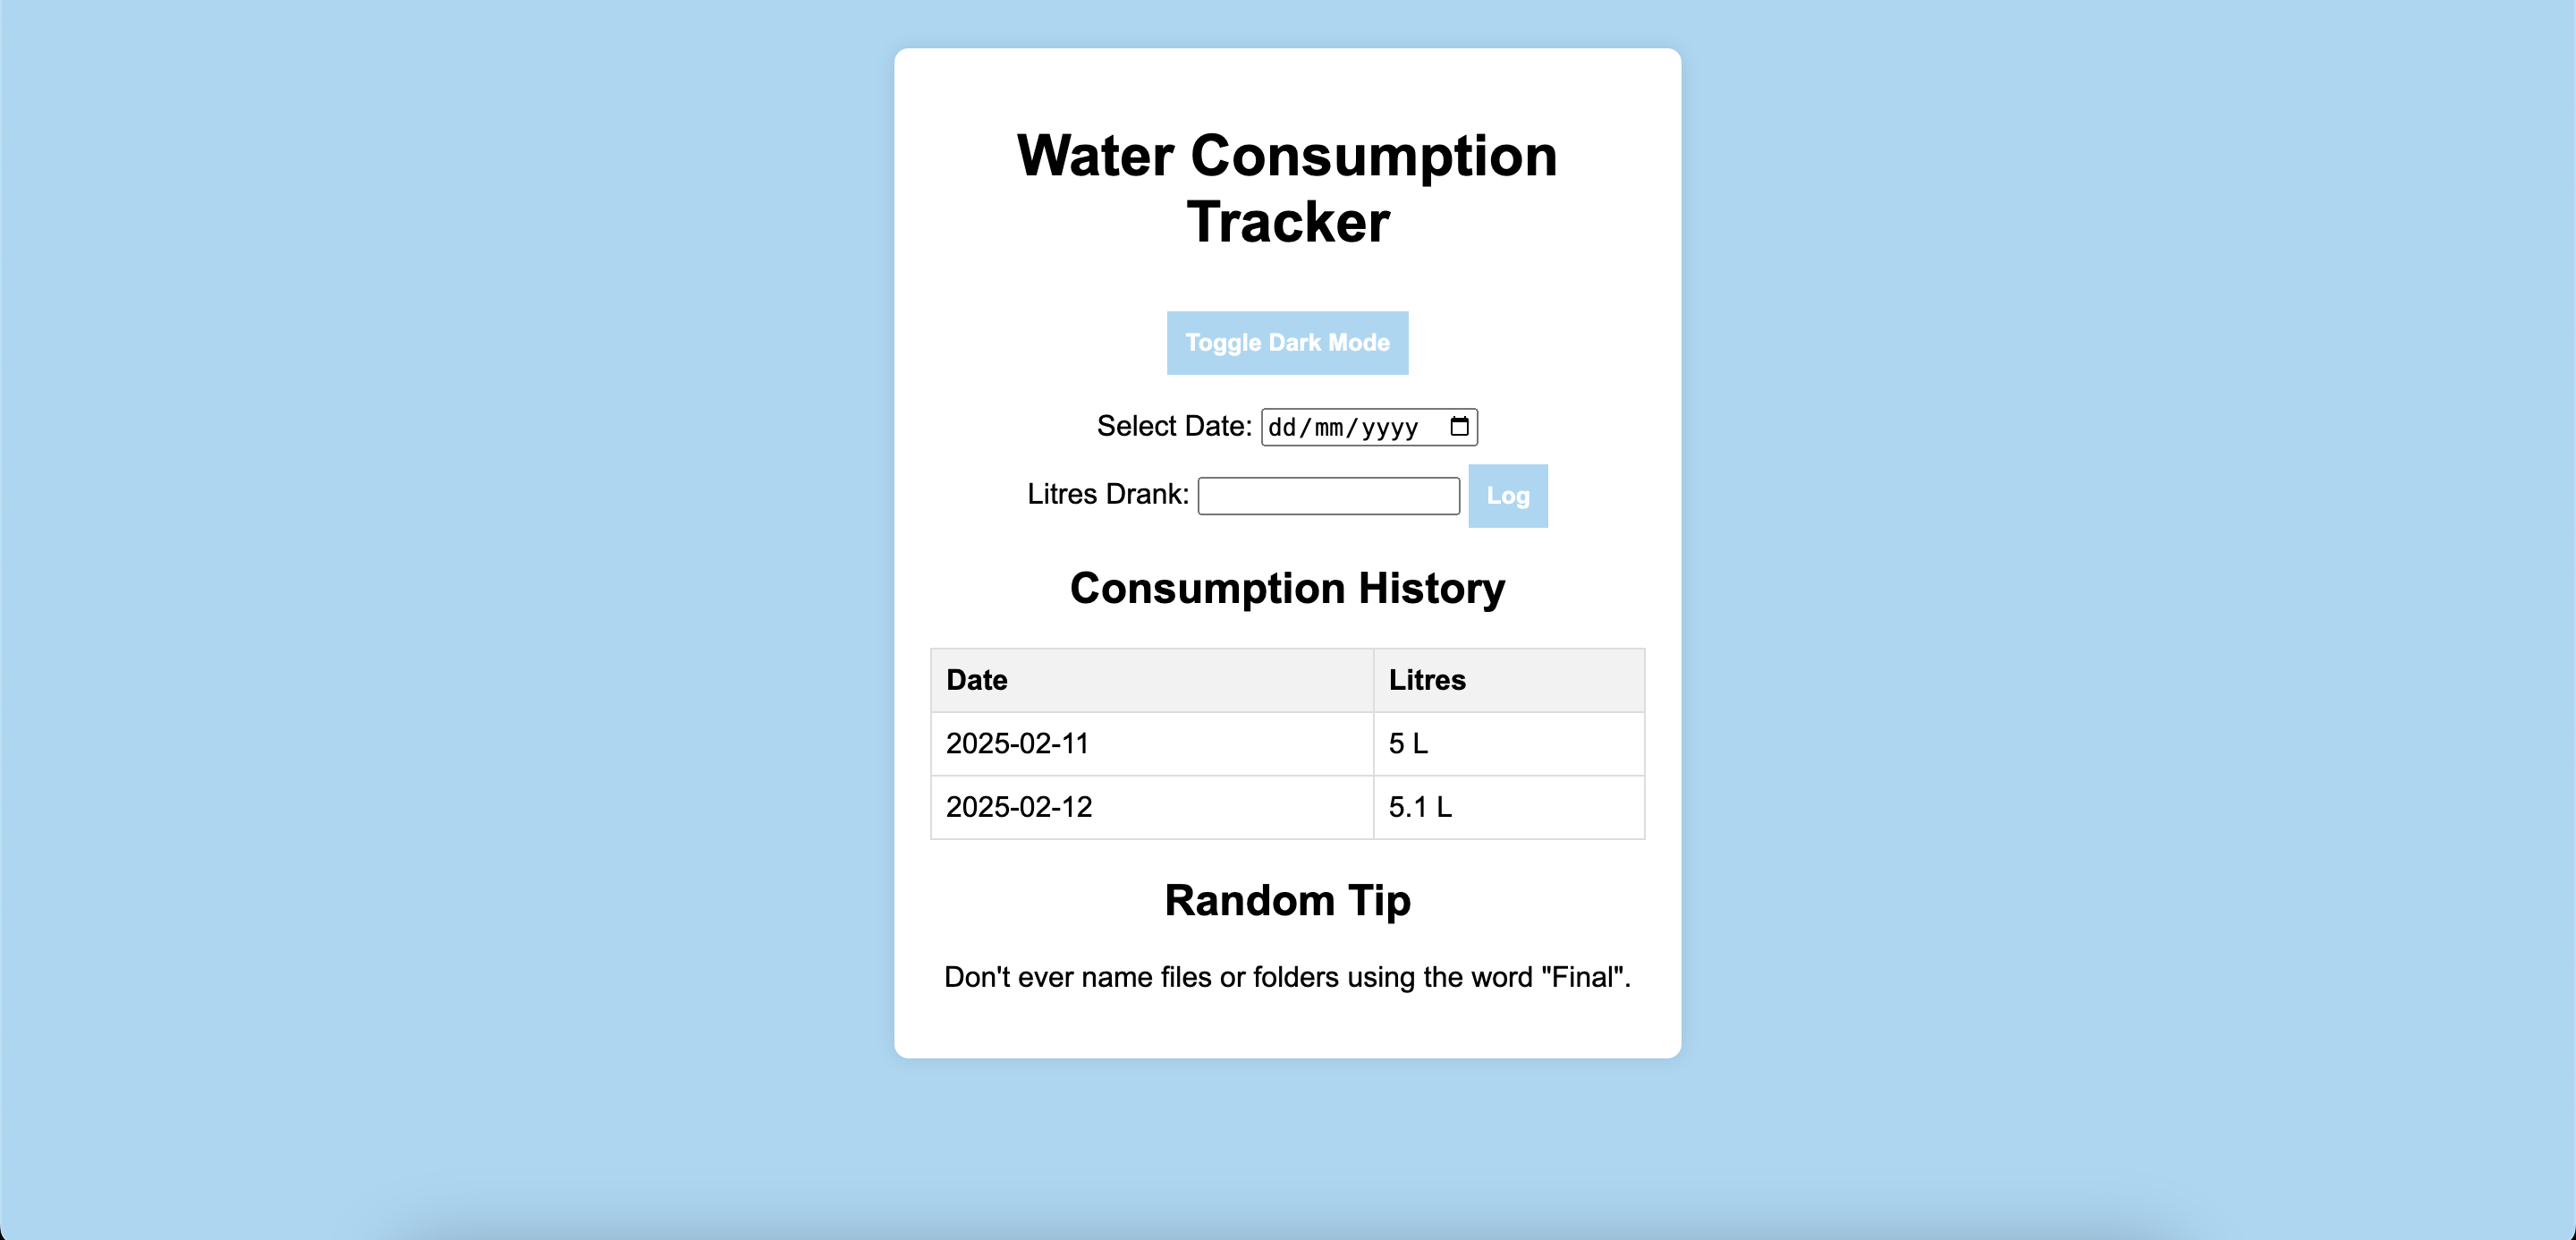 Water Consumption
Tracker
Toggle Dark Mode
Select Date: dd/mm/yyyy
Litres Drank: Log
Consumption History
Date Litres
2025-02-11 5 L
2025-02-12 5.1 L
Random Tip
Don't ever name files or folders using the word "Final".